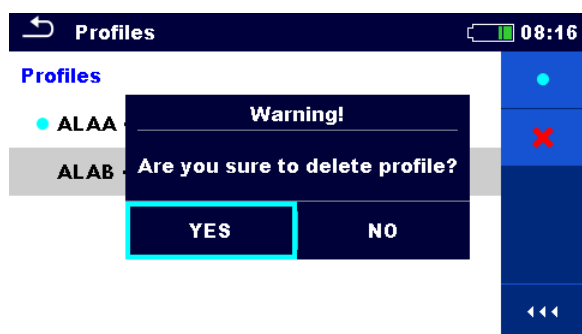 Profiles 08:16
Profiles
ALAA -
Warning!
ALAB -
Are you sure to delete profile?
YES NO